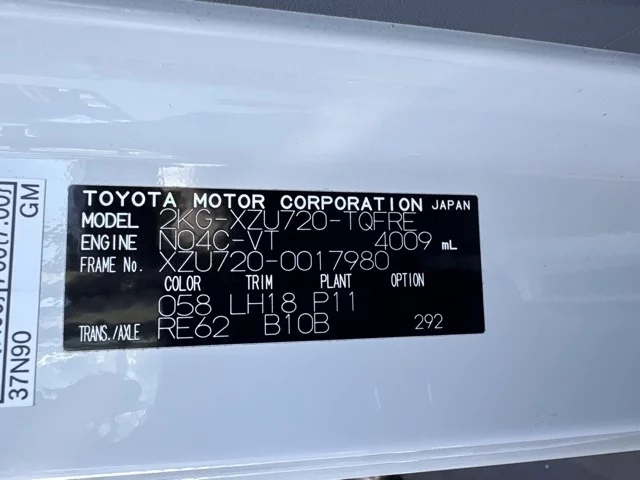 TOYOTA MOTOR CORPORATION JAPAN
MODEL 2KG-XZU720-TQFRE
ENGINE N04C-VT 4009 mL
FRAME No. XZU720-0017980
COLOR TRIM PLANT OPTION
058 LH18 P11
TRANS./AXLE RE62 B10B 292
37N90 GM